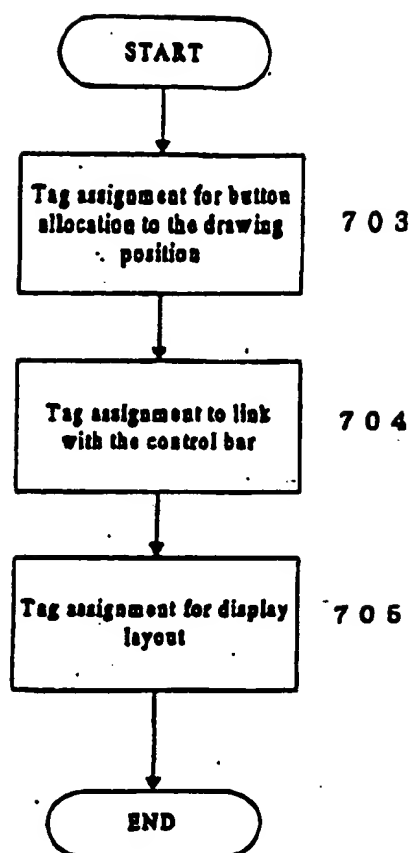 START
Tag assignment for button
allocation to the drawing
position
703
Tag assignment to link
with the control bar
704
Tag assignment for display
layout
705
END